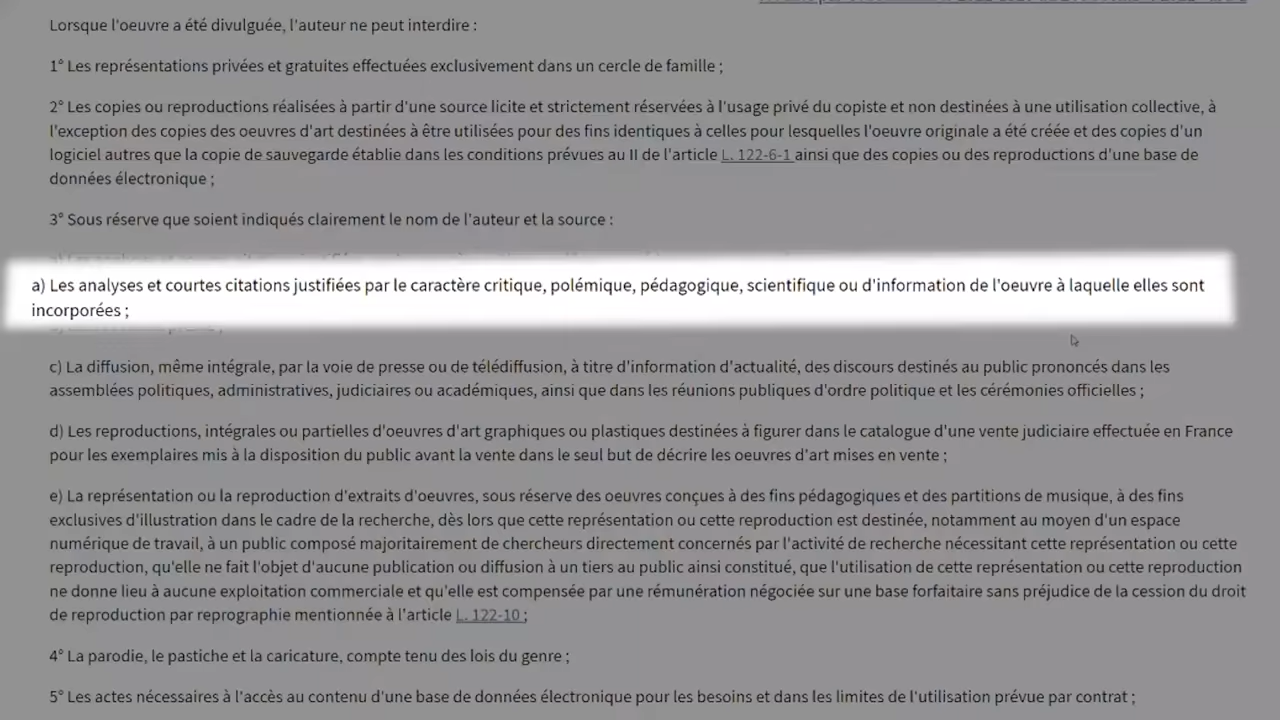 Lorsque l'oeuvre a été divulguée, l'auteur ne peut interdire :
1° Les représentations privées et gratuites effectuées exclusivement dans un cercle de famille ;
2° Les copies ou reproductions réalisées à partir d'une source licite et strictement réservées à l'usage privé du copiste et non destinées à une utilisation collective, à
l'exception des copies des oeuvres d'art destinées à être utilisées pour des fins identiques à celles pour lesquelles l'oeuvre originale a été créée et des copies d'un
logiciel autres que la copie de sauvegarde établie dans les conditions prévues au II de l'article L. 122-6-1 ainsi que des copies ou des reproductions d'une base de
données électronique ;
3° Sous réserve que soient indiqués clairement le nom de l'auteur et la source :
a) Les analyses et courtes citations justifiées par le caractère critique, polémique, pédagogique, scientifique ou d'information de l'oeuvre à laquelle elles sont
incorporées ;
c) La diffusion, même intégrale, par la voie de presse ou de télédiffusion, à titre d'information d'actualité, des discours destinés au public prononcés dans les
assemblées politiques, administratives, judiciaires ou académiques, ainsi que dans les réunions publiques d'ordre politique et les cérémonies officielles ;
d) Les reproductions, intégrales ou partielles d'oeuvres d'art graphiques ou plastiques destinées à figurer dans le catalogue d'une vente judiciaire effectuée en France
pour les exemplaires mis à la disposition du public avant la vente dans le seul but de décrire les oeuvres d'art mises en vente ;
e) La représentation ou la reproduction d'extraits d'oeuvres, sous réserve des oeuvres conçues à des fins pédagogiques et des partitions de musique, à des fins
exclusives d'illustration dans le cadre de la recherche, dès lors que cette représentation ou cette reproduction est destinée, notamment au moyen d'un espace
numérique de travail, à un public composé majoritairement de chercheurs directement concernés par l'activité de recherche nécessitant cette représentation ou cette
reproduction, qu'elle ne fait l'objet d'aucune publication ou diffusion à un tiers au public ainsi constitué, que l'utilisation de cette représentation ou cette reproduction
ne donne lieu à aucune exploitation commerciale et qu'elle est compensée par une rémunération négociée sur une base forfaitaire sans préjudice de la cession du droit
de reproduction par reprographie mentionnée à l'article L. 122-10 ;
4° La parodie, le pastiche et la caricature, compte tenu des lois du genre ;
5° Les actes nécessaires à l'accès au contenu d'une base de données électronique pour les besoins et dans les limites de l'utilisation prévue par contrat ;